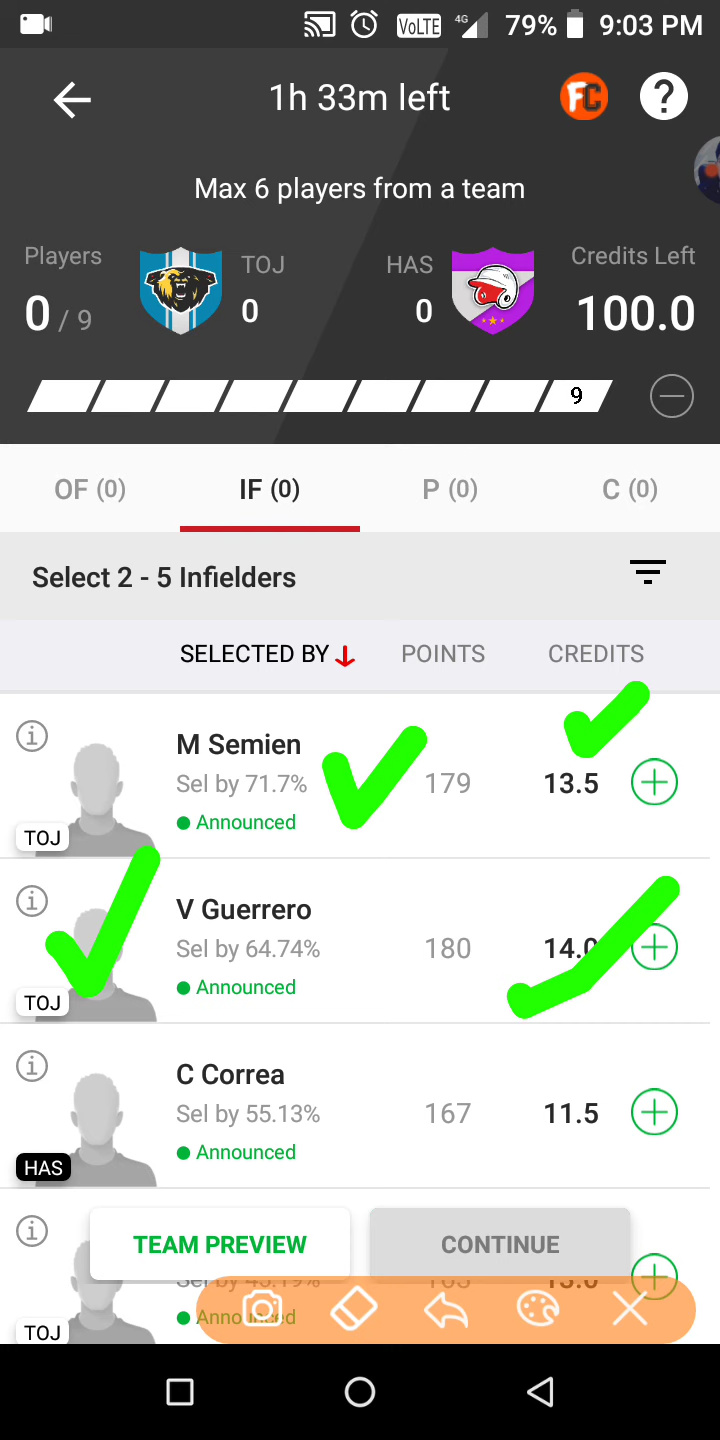 VoLTE 4G 79% 9:03 PM
1h 33m left FC ?
Max 6 players from a team
Players TOJ HAS Credits Left
0 / 9 0 0 100.0
9
OF (0) IF (0) P (0) C (0)
Select 2 - 5 Infielders
SELECTED BY POINTS CREDITS
M Semien
Sel by 71.7% 179 13.5
Announced
TOJ
V Guerrero
Sel by 64.74% 180 14.0
Announced
TOJ
C Correa
Sel by 55.13% 167 11.5
Announced
HAS
TEAM PREVIEW CONTINUE
Announced
TOJ